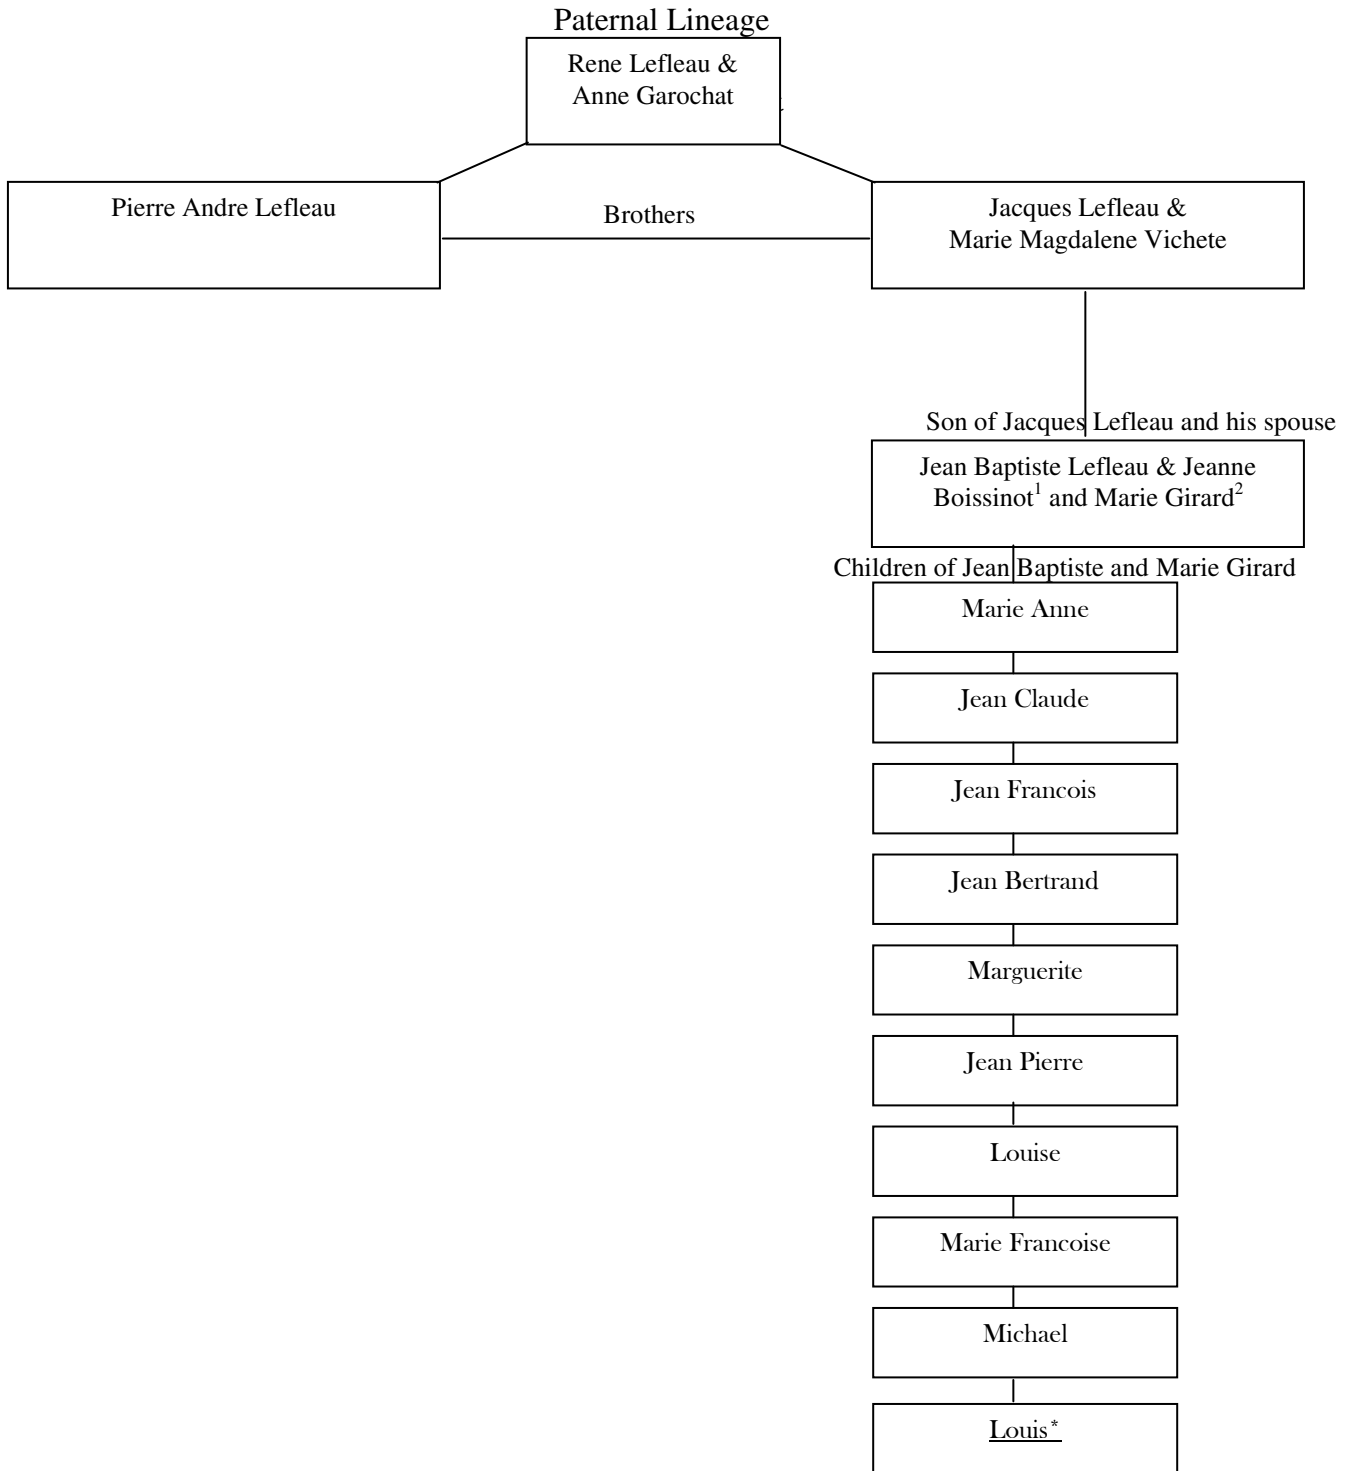 Paternal Lineage
Rene Lefleau &
Anne Garochat
Pierre Andre Lefleau
Brothers
Jacques Lefleau &
Marie Magdalene Vichete
Son of Jacques Lefleau and his spouse
Jean Baptiste Lefleau & Jeanne
Boissinot¹ and Marie Girard²
Children of Jean Baptiste and Marie Girard
Marie Anne
Jean Claude
Jean Francois
Jean Bertrand
Marguerite
Jean Pierre
Louise
Marie Francoise
Michael
Louis*